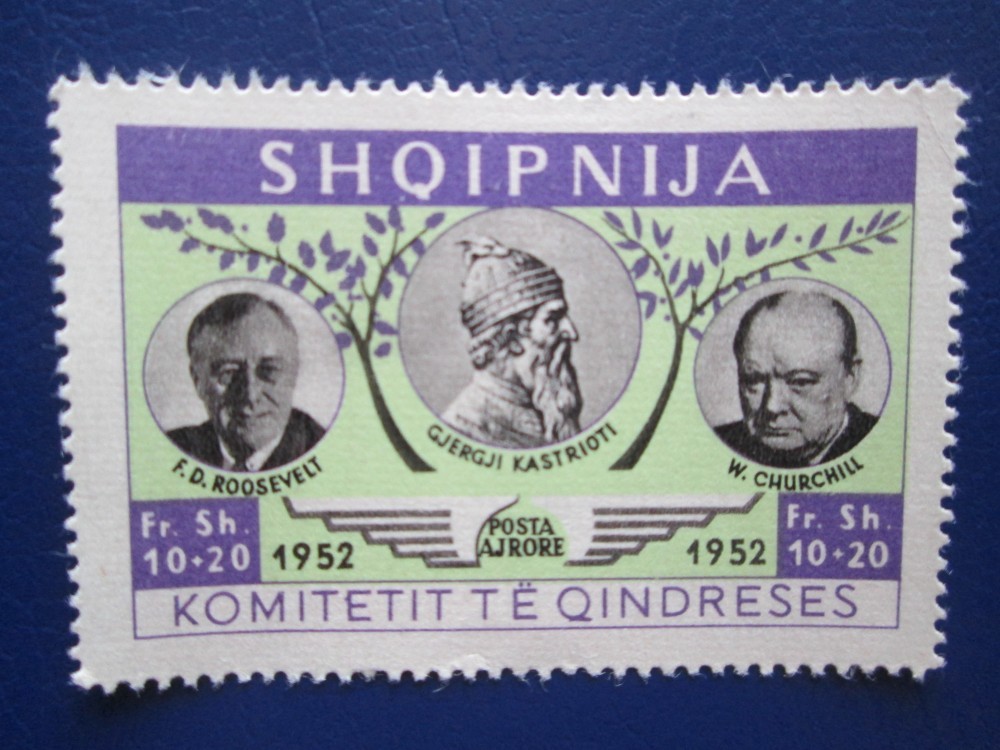 SHQIPNIJA
F. D. ROOSEVELT
GJERGJI KASTRIOTI
W. CHURCHILL
Fr. Sh.
10+20
1952
POSTA
AJRORE
1952
Fr. Sh.
10+20
KOMITETIT TË QINDRESES